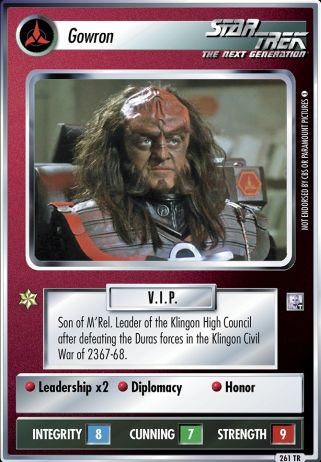 Gowron
STAR TREK
THE NEXT GENERATION
NOT ENDORSED BY CBS OR PARAMOUNT PICTURES
V.I.P.
Son of M'Rel. Leader of the Klingon High Council
after defeating the Duras forces in the Klingon Civil
War of 2367-68.
Leadership x2 Diplomacy Honor
INTEGRITY 8 CUNNING 7 STRENGTH 9
261 TR